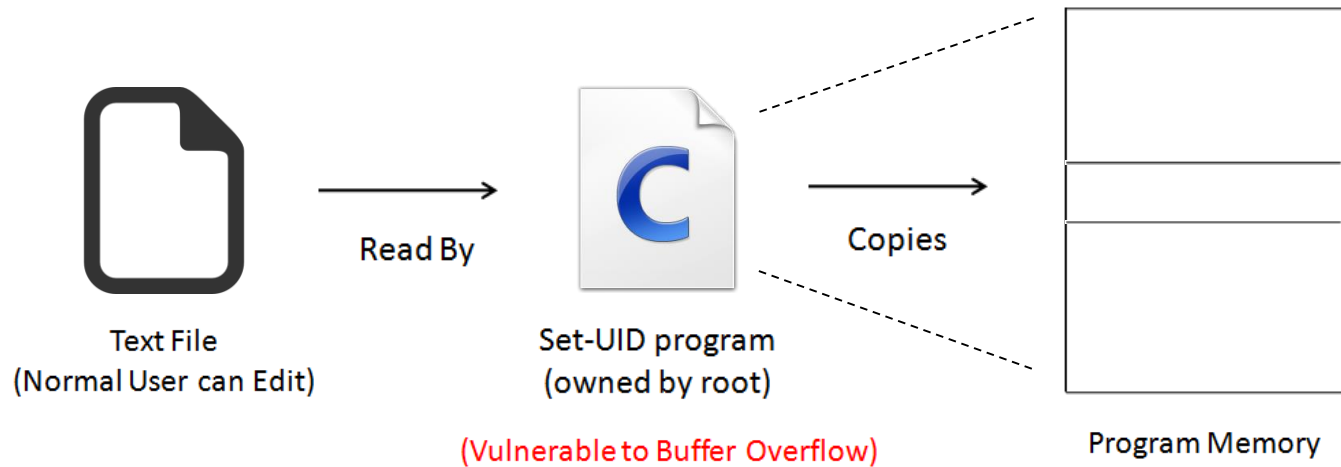 Text File
(Normal User can Edit)
Read By
C
Set-UID program
(owned by root)
(Vulnerable to Buffer Overflow)
Copies
Program Memory